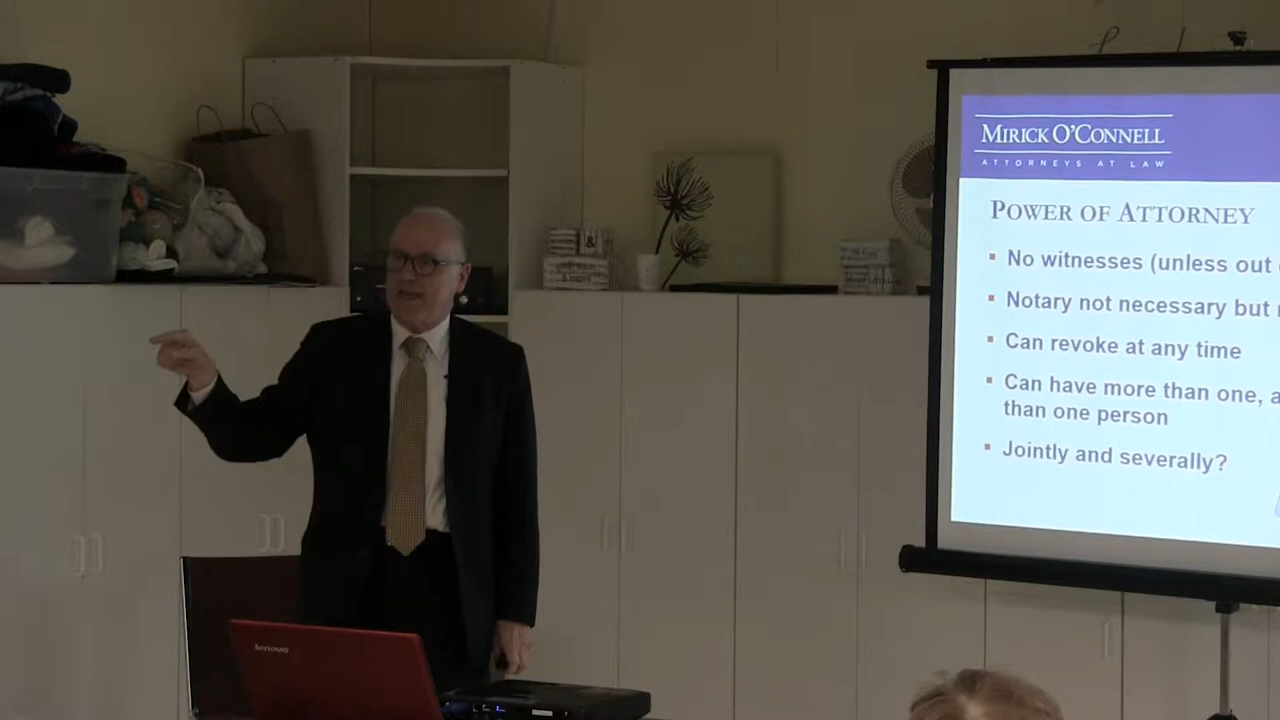 MIRICK O'CONNELL
ATTORNEYS AT LAW
POWER OF ATTORNEY
No witnesses (unless out
Notary not necessary but
Can revoke at any time
Can have more than one, a
than one person
Jointly and severally?
lenovo
&